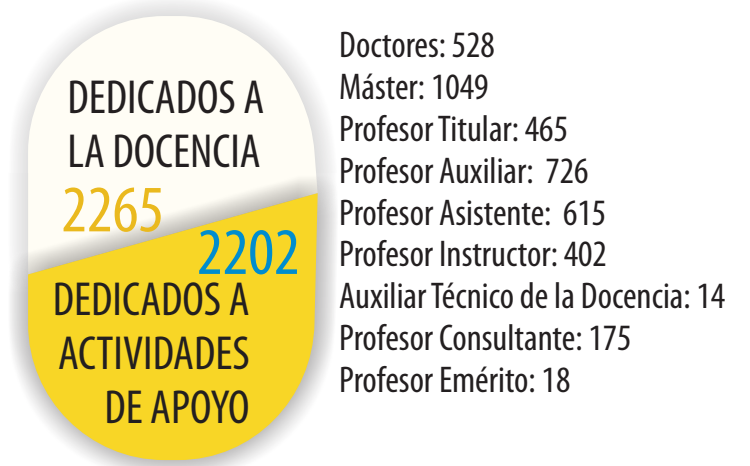 DEDICADOS A
LA DOCENCIA
2265
2202
DEDICADOS A
ACTIVIDADES
DE APOYO
Doctores: 528
Máster: 1049
Profesor Titular: 465
Profesor Auxiliar: 726
Profesor Asistente: 615
Profesor Instructor: 402
Auxiliar Técnico de la Docencia: 14
Profesor Consultante: 175
Profesor Emérito: 18